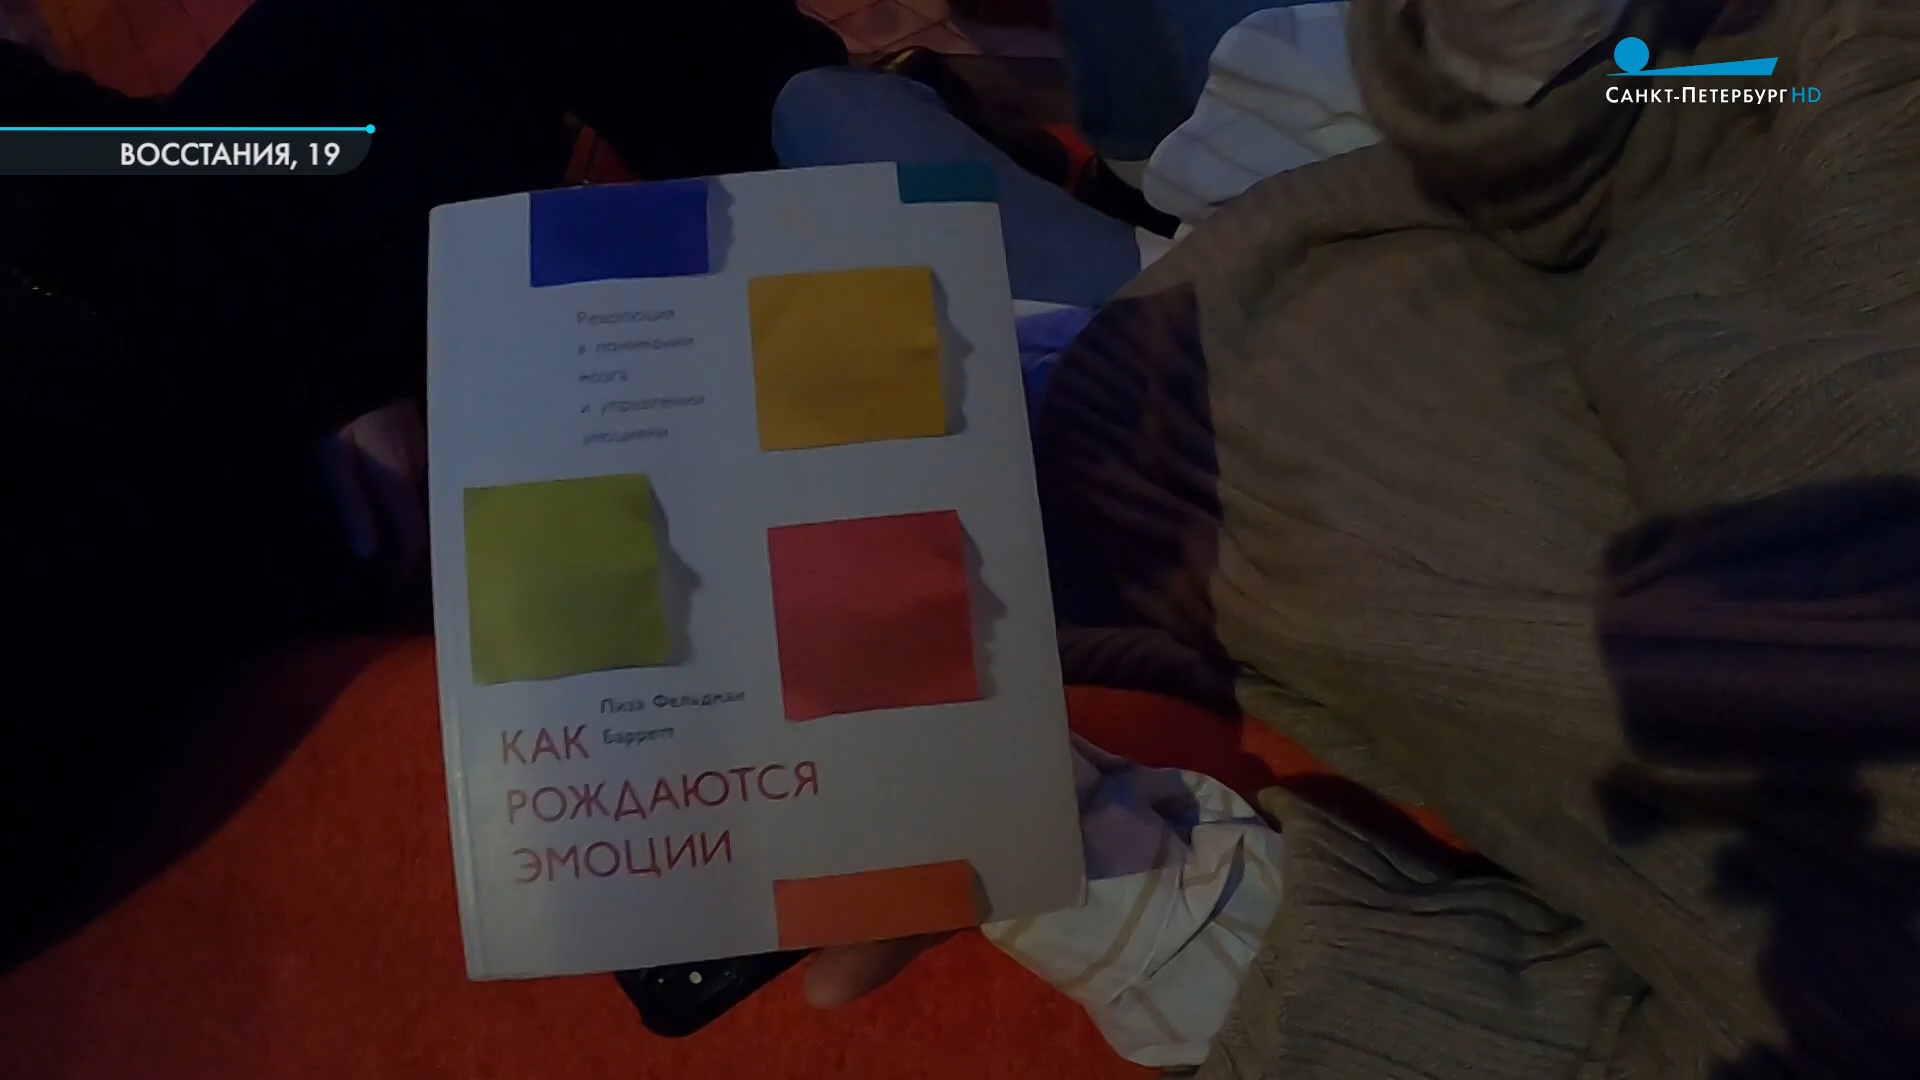 САНКТ-ПЕТЕРБУРГ HD
ВОССТАНИЯ, 19
Революция
в понимании
мозга
и управлении
эмоциями
Лиза Фельдман
Барретт
КАК
РОЖДАЮТСЯ
ЭМОЦИИ